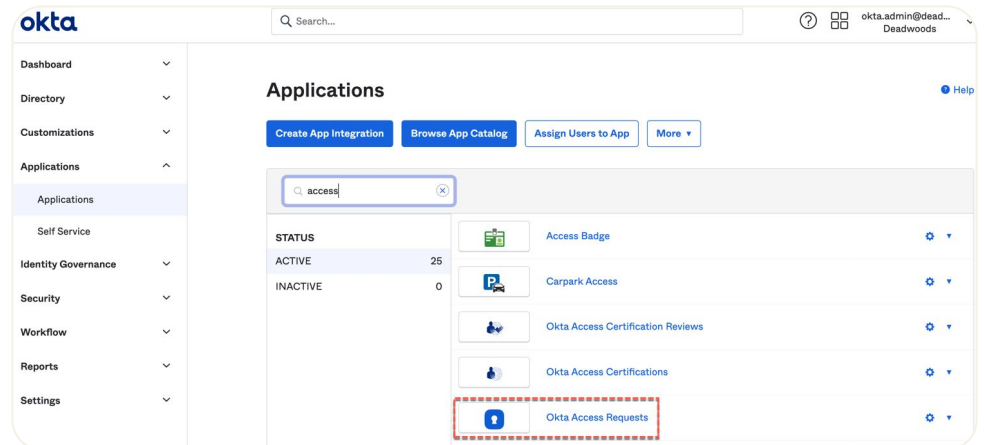 okta
Search...
okta.admin@dead...
Deadwoods
Dashboard
Directory
Customizations
Applications
Applications
Self Service
Identity Governance
Security
Workflow
Reports
Settings
Applications
Help
Create App Integration
Browse App Catalog
Assign Users to App
More
access
STATUS
ACTIVE 25
INACTIVE 0
Access Badge
Carpark Access
Okta Access Certification Reviews
Okta Access Certifications
Okta Access Requests